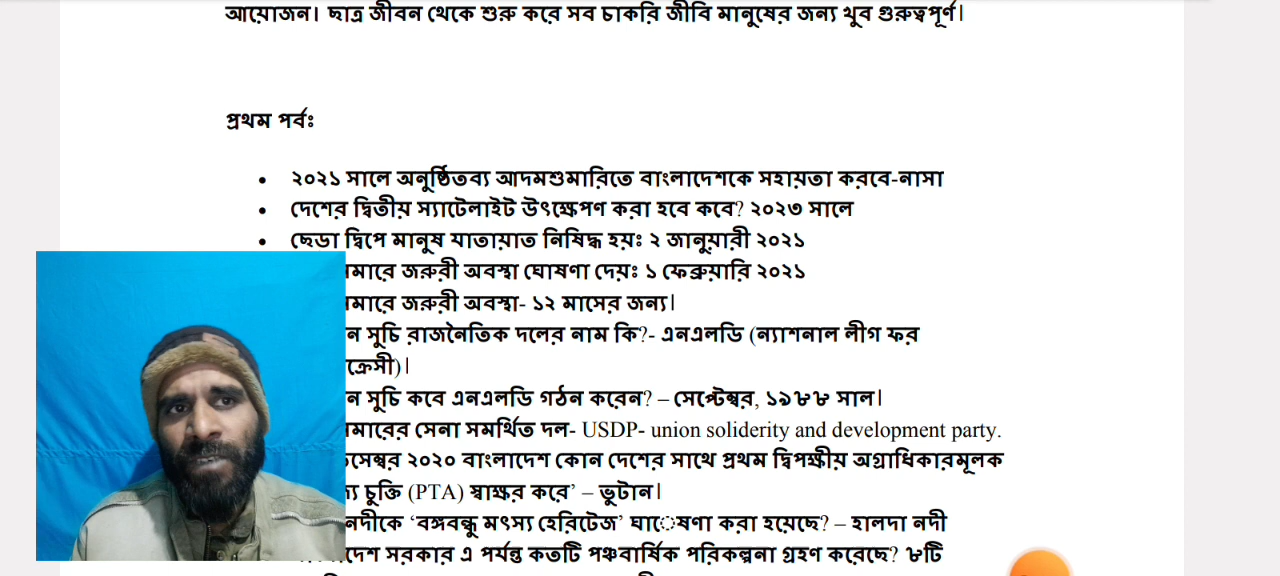 আয়োজন। ছাত্র জীবন থেকে শুরু করে সব চাকরি জীবি মানুষের জন্য খুব গুরুত্বপূর্ণ।
প্রথম পর্বঃ
• ২০২১ সালে অনুষ্ঠিতব্য আদমশুমারিতে বাংলাদেশকে সহায়তা করবে-নাসা
• দেশের দ্বিতীয় স্যাটেলাইট উৎক্ষেপণ করা হবে কবে? ২০২৩ সালে
• ছেডা দ্বিপে মানুষ যাতায়াত নিষিদ্ধ হয়ঃ ২ জানুয়ারী ২০২১
মারে জরুরী অবস্থা ঘোষণা দেয়ঃ ১ ফেব্রুয়ারি ২০২১
মারে জরুরী অবস্থা- ১২ মাসের জন্য।
ন সুচি রাজনৈতিক দলের নাম কি?- এনএলডি (ন্যাশনাল লীগ ফর
ক্রেসী)।
ন সুচি কবে এনএলডি গঠন করেন? – সেপ্টেম্বর, ১৯৮৮ সাল।
মারের সেনা সমর্থিত দল- USDP- union soliderity and development party.
সেম্বর ২০২০ বাংলাদেশ কোন দেশের সাথে প্রথম দ্বিপক্ষীয় অগ্রাধিকারমূলক
্য চুক্তি (PTA) স্বাক্ষর করে’ – ভুটান।
নদীকে ‘বঙ্গবন্ধু মৎস্য হেরিটেজ’ ঘাোেষণা করা হয়েছে? – হালদা নদী
দেশ সরকার এ পর্যন্ত কতটি পঞ্চবার্ষিক পরিকল্পনা গ্রহণ করেছে? ৮টি